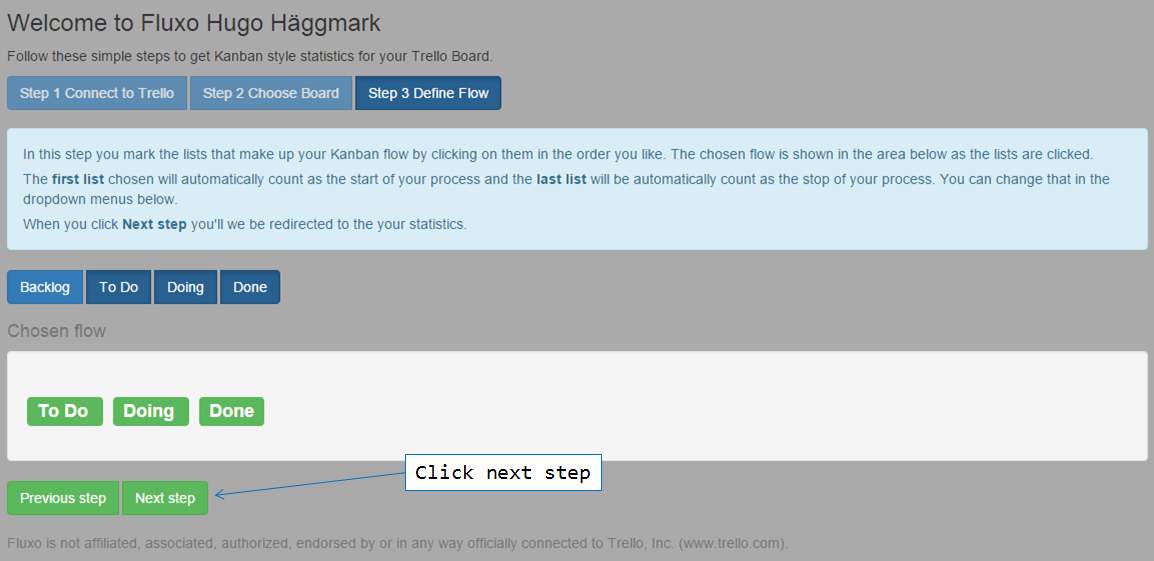 Welcome to Fluxo Hugo Häggmark
Follow these simple steps to get Kanban style statistics for your Trello Board.
Step 1 Connect to Trello Step 2 Choose Board Step 3 Define Flow
In this step you mark the lists that make up your Kanban flow by clicking on them in the order you like. The chosen flow is shown in the area below as the lists are clicked.
The first list chosen will automatically count as the start of your process and the last list will be automatically count as the stop of your process. You can change that in the
dropdown menus below.
When you click Next step you'll we be redirected to the your statistics.
Backlog To Do Doing Done
Chosen flow
To Do Doing Done
Click next step
Previous step Next step
Fluxo is not affiliated, associated, authorized, endorsed by or in any way officially connected to Trello, Inc. (www.trello.com).